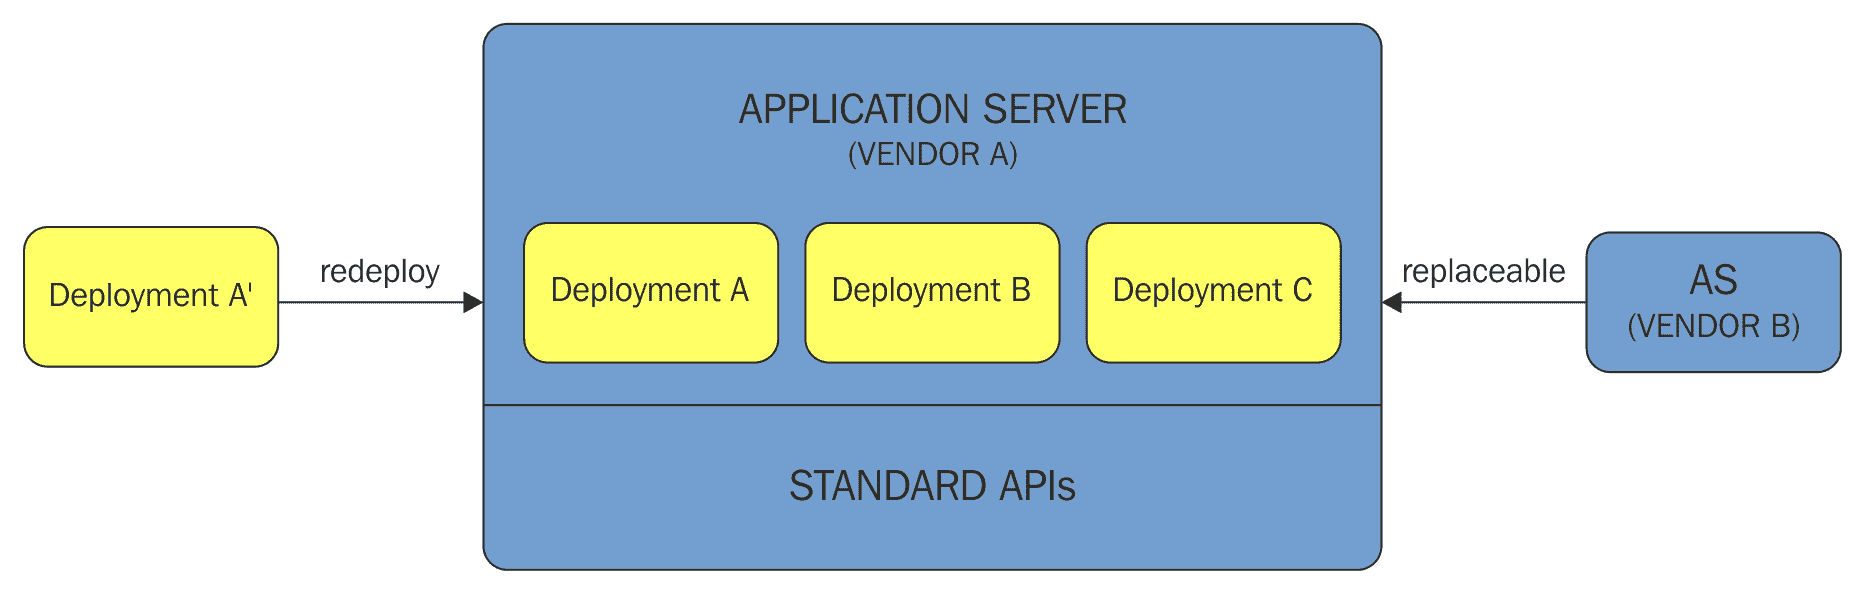 APPLICATION SERVER
(VENDOR A)
Deployment A'
redeploy
Deployment A
Deployment B
Deployment C
replaceable
AS
(VENDOR B)
STANDARD APIs